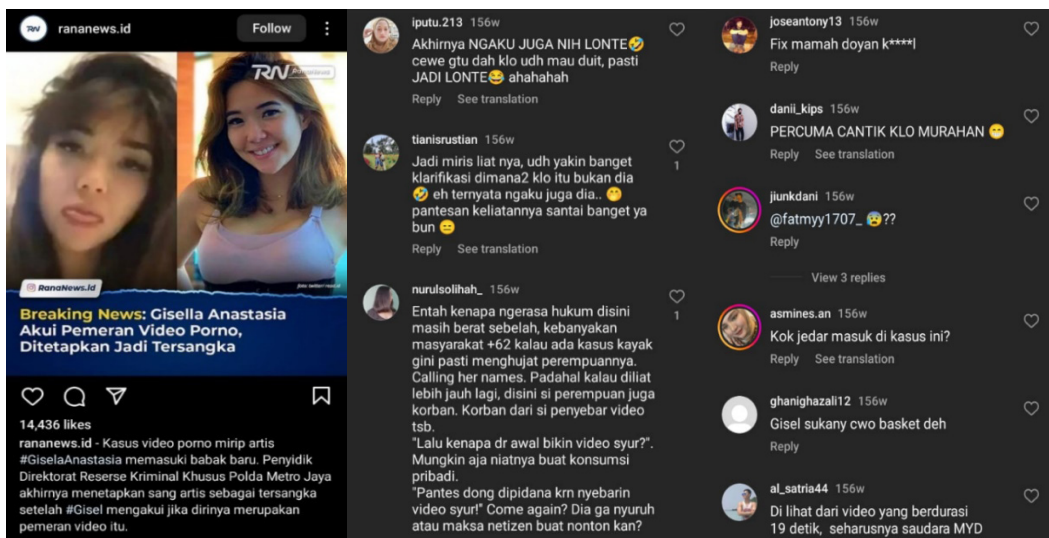 RN
rananews.id
Follow
RN RanaNews
RanaNews.id
Breaking News: Gisella Anastasia
Akui Pemeran Video Porno,
Ditetapkan Jadi Tersangka
14,436 likes
rananews.id - Kasus video porno mirip artis
#GiselaAnastasia memasuki babak baru. Penyidik
Direktorat Reserse Kriminal Khusus Polda Metro Jaya
akhirnya menetapkan sang artis sebagai tersangka
setelah #Gisel mengakui jika dirinya merupakan
pemeran video itu.
iputu.213 156w
Akhirnya NGAKU JUGA NIH LONTE🤣
cewe gtu dah klo udh mau duit, pasti
JADI LONTE😂 ahahahah
Reply See translation
tianisrustian 156w
1
Jadi miris liat nya, udh yakin banget
klarifikasi dimana2 klo itu bukan dia
🤣 eh ternyata ngaku juga dia.. 🤭
pantesan keliatannya santai banget ya
bun 😑
Reply See translation
nurulsolihah_ 156w
1
Entah kenapa ngerasa hukum disini
masih berat sebelah, kebanyakan
masyarakat +62 kalau ada kasus kayak
gini pasti menghujat perempuannya.
Calling her names. Padahal kalau diliat
lebih jauh lagi, disini si perempuan juga
korban. Korban dari si penyebar video
tsb.
"Lalu kenapa dr awal bikin video syur?".
Mungkin aja niatnya buat konsumsi
pribadi.
"Pantes dong dipidana krn nyebarin
video syur!" Come again? Dia ga nyuruh
atau maksa netizen buat nonton kan?
joseantony13 156w
Fix mamah doyan k****l
Reply
danii_kips 156w
PERCUMA CANTIK KLO MURAHAN 😁
Reply See translation
jiunkdani 156w
@fatmyy1707_ 😰??
Reply
View 3 replies
asmines.an 156w
Kok jedar masuk di kasus ini?
Reply See translation
ghanighazali12 156w
Gisel sukany cwo basket deh
Reply
al_satria44 156w
Di lihat dari video yang berdurasi
19 detik, seharusnya saudara MYD